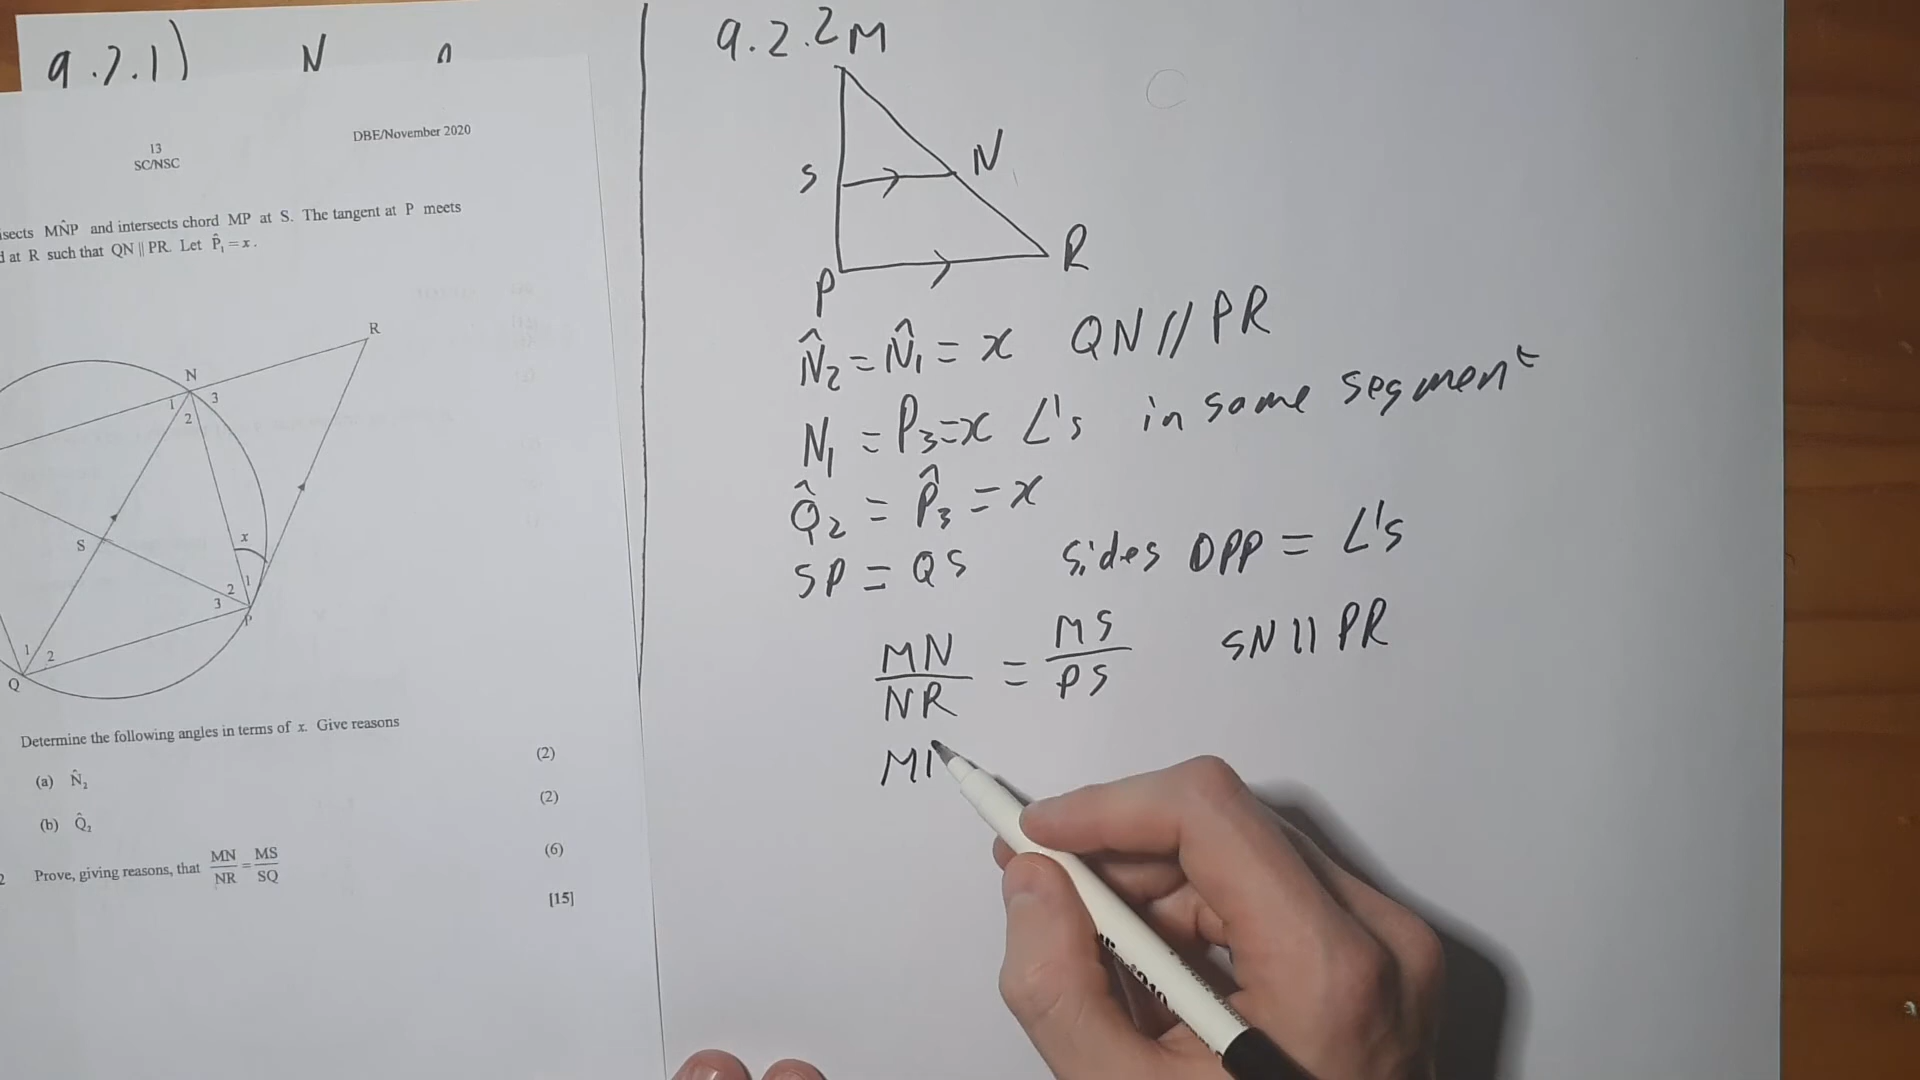 9.2.1) N
13
SC/NSC
DBE/November 2020
isects MN̂P and intersects chord MP at S. The tangent at P meets
d at R such that QN || PR. Let P̂₁ = x.
R
N
1
2
3
S
x
2
1
3
P
1
2
Q
Determine the following angles in terms of x. Give reasons
(a) N̂₂ (2)
(b) Q̂₂ (2)
2 Prove, giving reasons, that MN/NR = MS/SQ (6)
[15]
9.2.2
M
S
N
P
R
N̂₂ = N̂₁ = x QN // PR
N₁ = P₃ = x L's in same segment
Q̂₂ = P̂₃ = x
SP = QS sides OPP = L's
MN/NR = MS/PS SN || PR
M